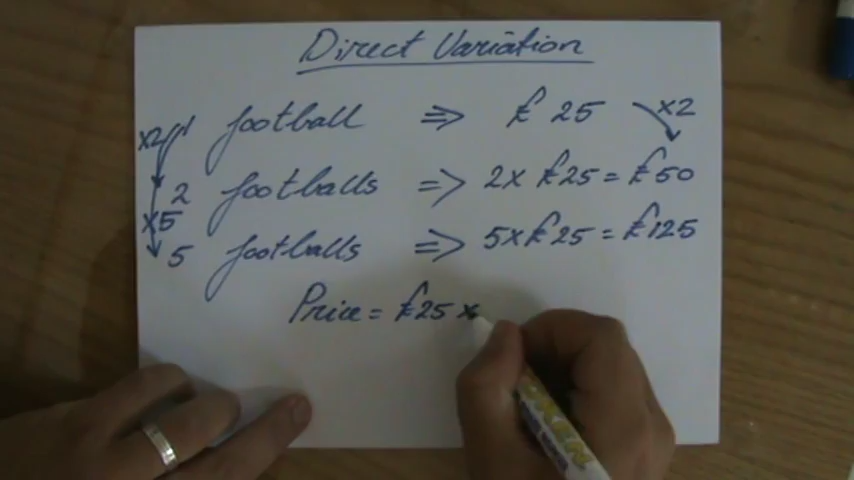 Direct Variation
x2 1 football => £ 25 x2
2 footballs => 2x £25 = £50
x5
5 footballs => 5x£25 = £125
Price = £25 x